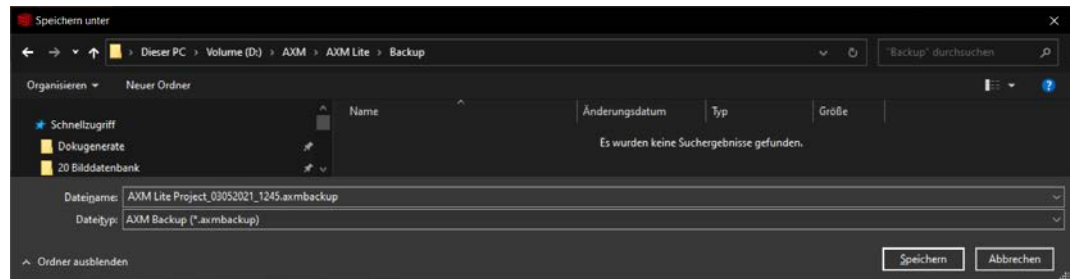 Speichern unter
Dieser PC > Volume (D:) > AXM > AXM Lite > Backup
"Backup" durchsuchen
Organisieren Neuer Ordner
Name Änderungsdatum Typ Größe
Schnellzugriff
Es wurden keine Suchergebnisse gefunden.
Dokugenerate
20 Bilddatenbank
Dateiname: AXM Lite Project_03052021_1245.axmbackup
Dateityp: AXM Backup (*.axmbackup)
Ordner ausblenden Speichern Abbrechen